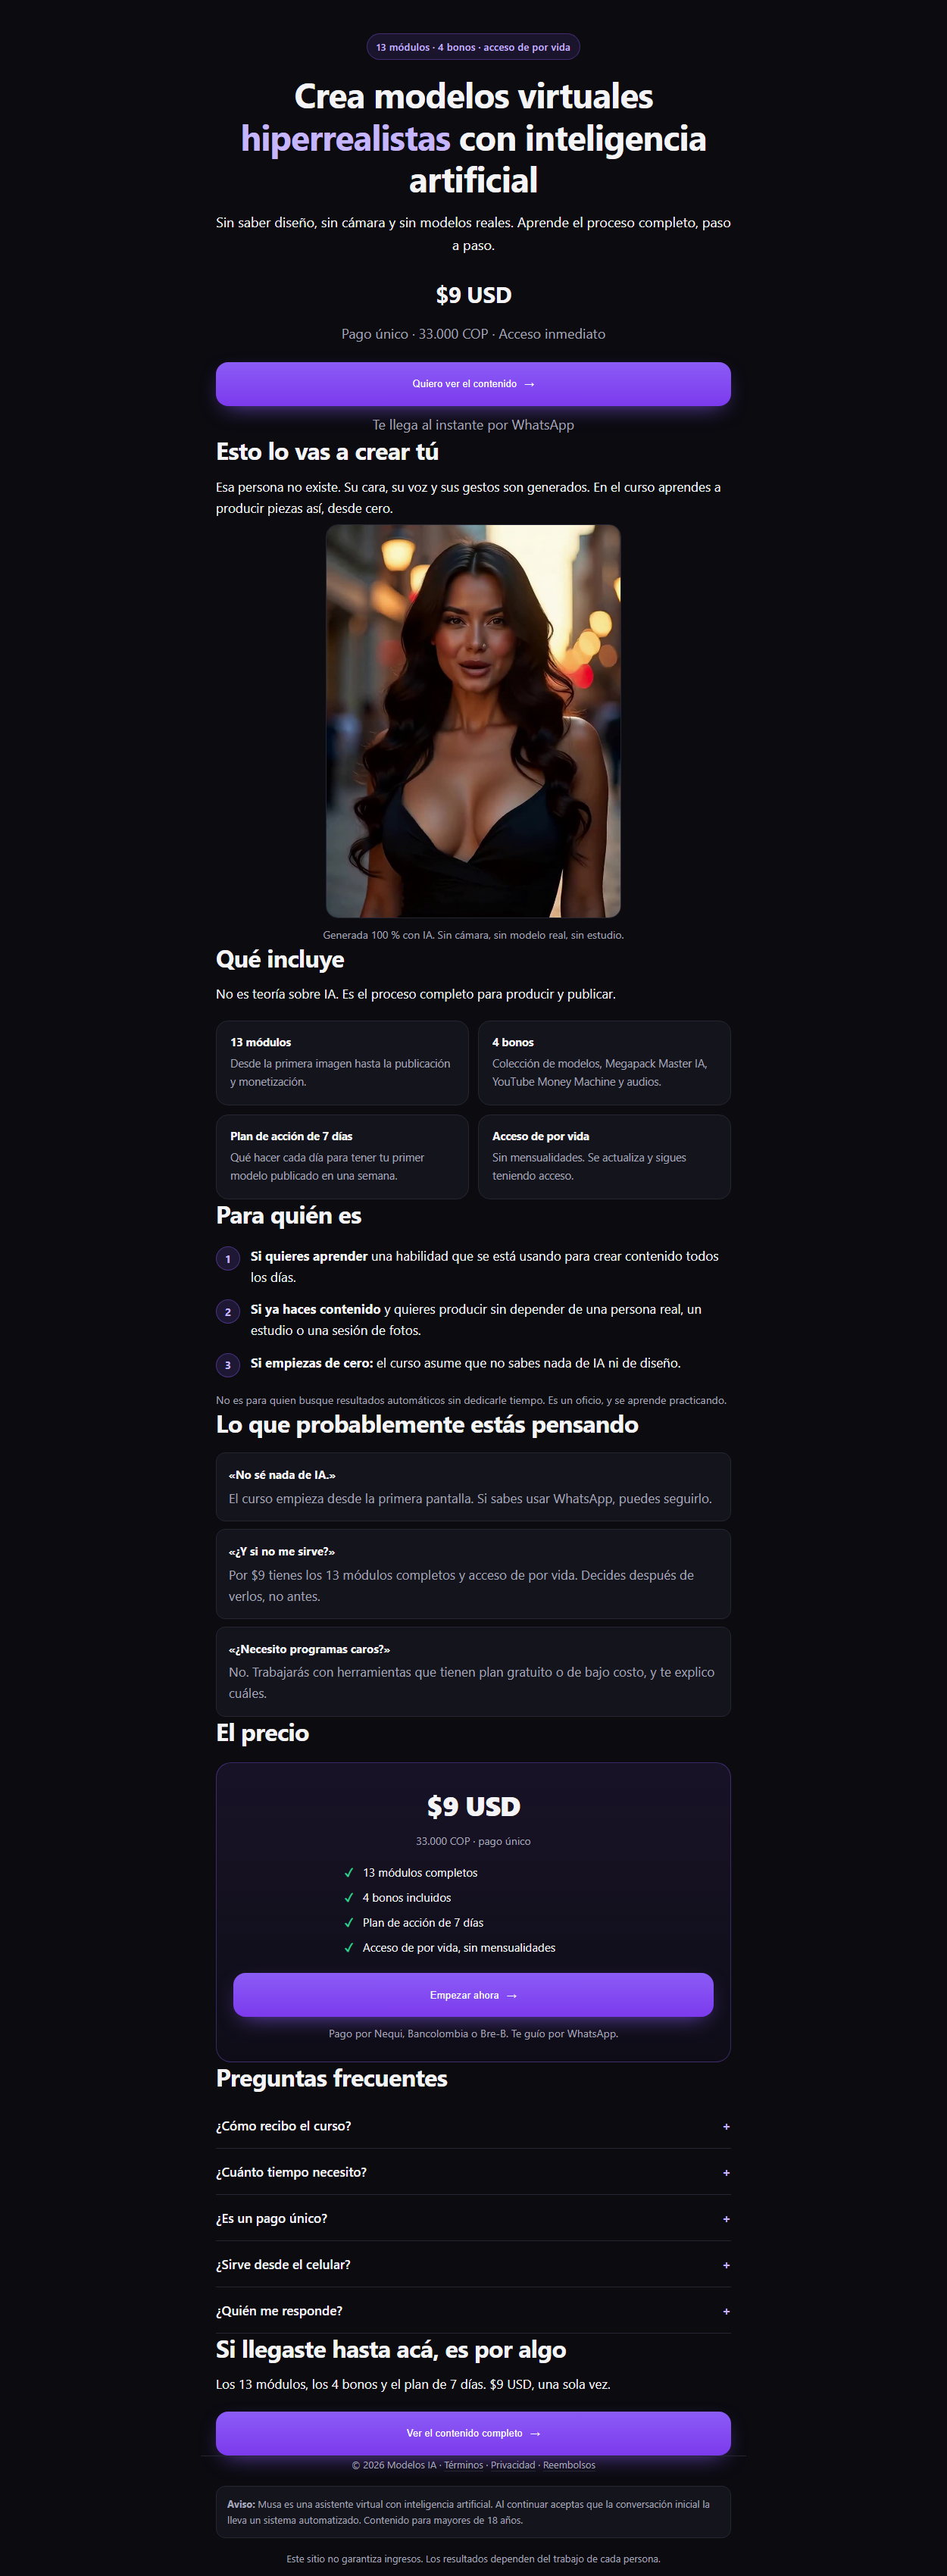 13 módulos · 4 bonos · acceso de por vida
Crea modelos virtuales
hiperrealistas con inteligencia
artificial
Sin saber diseño, sin cámara y sin modelos reales. Aprende el proceso completo, paso
a paso.
$9 USD
Pago único · 33.000 COP · Acceso inmediato
Quiero ver el contenido →
Te llega al instante por WhatsApp
Esto lo vas a crear tú
Esa persona no existe. Su cara, su voz y sus gestos son generados. En el curso aprendes a
producir piezas así, desde cero.
Generada 100 % con IA. Sin cámara, sin modelo real, sin estudio.
Qué incluye
No es teoría sobre IA. Es el proceso completo para producir y publicar.
13 módulos
Desde la primera imagen hasta la publicación
y monetización.
4 bonos
Colección de modelos, Megapack Master IA,
YouTube Money Machine y audios.
Plan de acción de 7 días
Qué hacer cada día para tener tu primer
modelo publicado en una semana.
Acceso de por vida
Sin mensualidades. Se actualiza y sigues
teniendo acceso.
Para quién es
1 Si quieres aprender una habilidad que se está usando para crear contenido todos
los días.
2 Si ya haces contenido y quieres producir sin depender de una persona real, un
estudio o una sesión de fotos.
3 Si empiezas de cero: el curso asume que no sabes nada de IA ni de diseño.
No es para quien busque resultados automáticos sin dedicarle tiempo. Es un oficio, y se aprende practicando.
Lo que probablemente estás pensando
«No sé nada de IA.»
El curso empieza desde la primera pantalla. Si sabes usar WhatsApp, puedes seguirlo.
«¿Y si no me sirve?»
Por $9 tienes los 13 módulos completos y acceso de por vida. Decides después de
verlos, no antes.
«¿Necesito programas caros?»
No. Trabajarás con herramientas que tienen plan gratuito o de bajo costo, y te explico
cuáles.
El precio
$9 USD
33.000 COP · pago único
✓ 13 módulos completos
✓ 4 bonos incluidos
✓ Plan de acción de 7 días
✓ Acceso de por vida, sin mensualidades
Empezar ahora →
Pago por Nequi, Bancolombia o Bre-B. Te guío por WhatsApp.
Preguntas frecuentes
¿Cómo recibo el curso? +
¿Cuánto tiempo necesito? +
¿Es un pago único? +
¿Sirve desde el celular? +
¿Quién me responde? +
Si llegaste hasta acá, es por algo
Los 13 módulos, los 4 bonos y el plan de 7 días. $9 USD, una sola vez.
Ver el contenido completo →
© 2026 Modelos IA · Términos · Privacidad · Reembolsos
Aviso: Musa es una asistente virtual con inteligencia artificial. Al continuar aceptas que la conversación inicial la
lleva un sistema automatizado. Contenido para mayores de 18 años.
Este sitio no garantiza ingresos. Los resultados dependen del trabajo de cada persona.